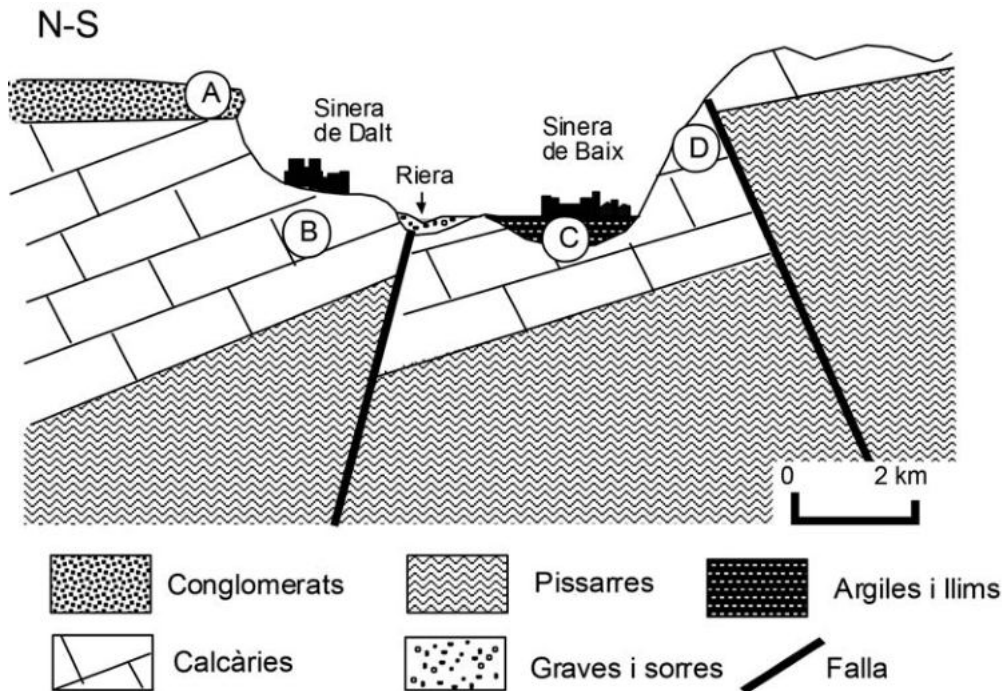 N-S
A
Sinera
de Dalt
Riera
Sinera
de Baix
B
C
D
0 2 km
Conglomerats
Pissarres
Argiles i llims
Calcàries
Graves i sorres
Falla